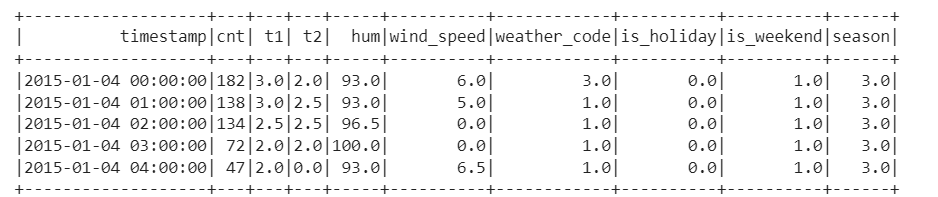 +-------------------+---+---+---+-----+----------+------------+----------+----------+------+
|          timestamp|cnt| t1| t2|  hum|wind_speed|weather_code|is_holiday|is_weekend|season|
+-------------------+---+---+---+-----+----------+------------+----------+----------+------+
|2015-01-04 00:00:00|182|3.0|2.0| 93.0|       6.0|         3.0|       0.0|       1.0|   3.0|
|2015-01-04 01:00:00|138|3.0|2.5| 93.0|       5.0|         1.0|       0.0|       1.0|   3.0|
|2015-01-04 02:00:00|134|2.5|2.5| 96.5|       0.0|         1.0|       0.0|       1.0|   3.0|
|2015-01-04 03:00:00| 72|2.0|2.0|100.0|       0.0|         1.0|       0.0|       1.0|   3.0|
|2015-01-04 04:00:00| 47|2.0|0.0| 93.0|       6.5|         1.0|       0.0|       1.0|   3.0|
+-------------------+---+---+---+-----+----------+------------+----------+----------+------+